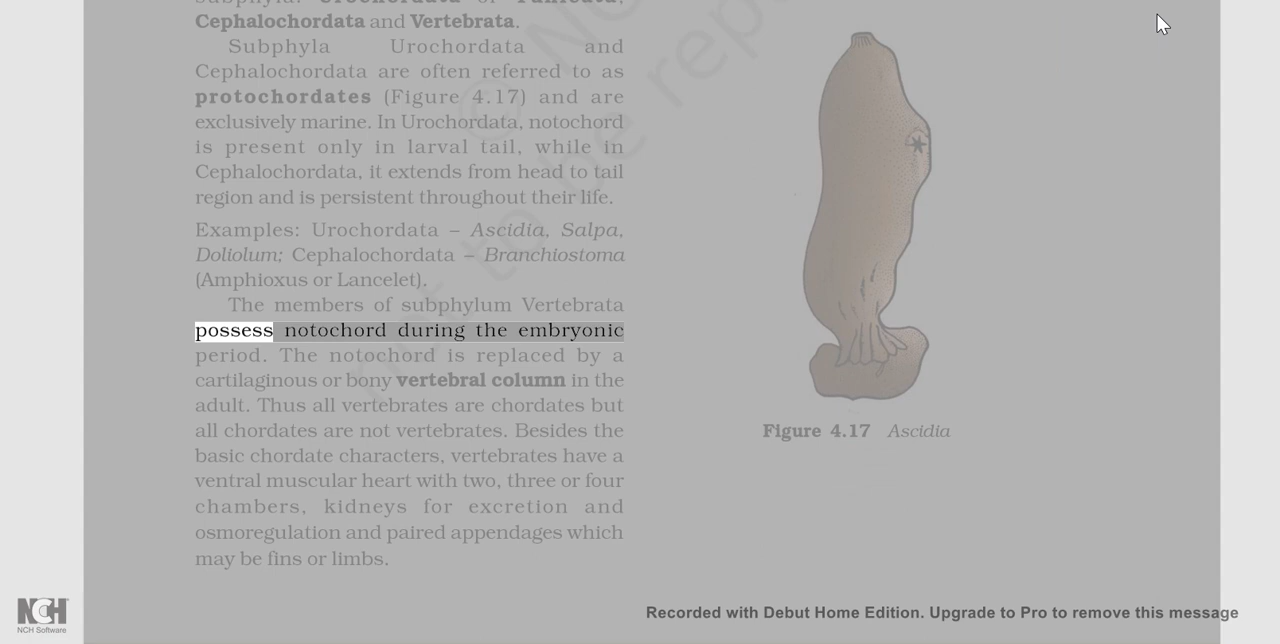 subphyla: Urochordata or Tunicata,
Cephalochordata and Vertebrata.
Subphyla Urochordata and
Cephalochordata are often referred to as
protochordates (Figure 4.17) and are
exclusively marine. In Urochordata, notochord
is present only in larval tail, while in
Cephalochordata, it extends from head to tail
region and is persistent throughout their life.
Examples: Urochordata – Ascidia, Salpa,
Doliolum; Cephalochordata – Branchiostoma
(Amphioxus or Lancelet).
The members of subphylum Vertebrata
possess notochord during the embryonic
period. The notochord is replaced by a
cartilaginous or bony vertebral column in the
adult. Thus all vertebrates are chordates but
all chordates are not vertebrates. Besides the
basic chordate characters, vertebrates have a
ventral muscular heart with two, three or four
chambers, kidneys for excretion and
osmoregulation and paired appendages which
may be fins or limbs.
Figure 4.17 Ascidia
NCH
NCH Software
Recorded with Debut Home Edition. Upgrade to Pro to remove this message